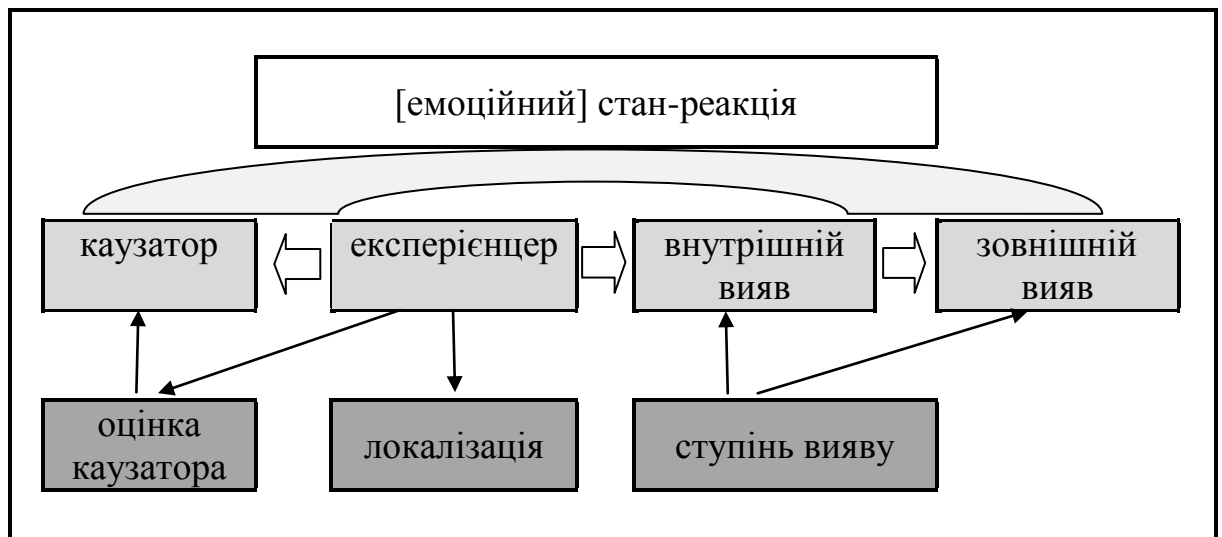 [емоційний] стан-реакція
каузатор
експерієнцер
внутрішній
вияв
зовнішній
вияв
оцінка
каузатора
локалізація
ступінь вияву